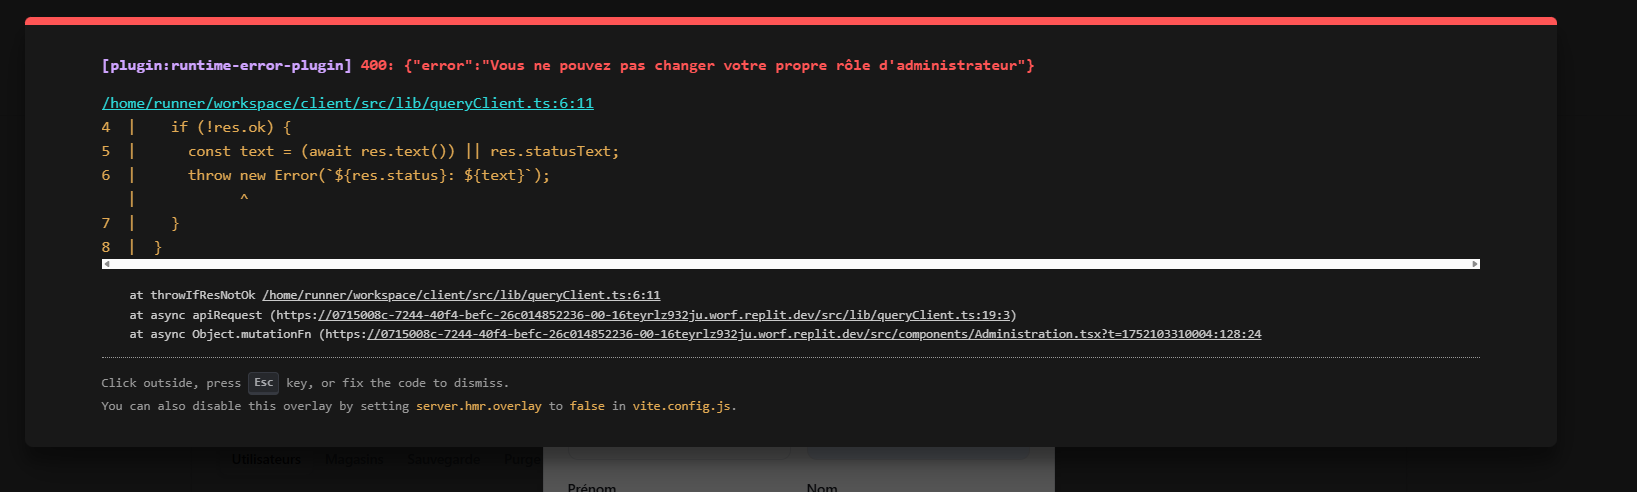 [plugin:runtime-error-plugin] 400: {"error":"Vous ne pouvez pas changer votre propre rôle d'administrateur"}
/home/runner/workspace/client/src/lib/queryClient.ts:6:11
4  |    if (!res.ok) {
5  |      const text = (await res.text()) || res.statusText;
6  |      throw new Error(`${res.status}: ${text}`);
   |            ^
7  |    }
8  |  }
at throwIfResNotOk /home/runner/workspace/client/src/lib/queryClient.ts:6:11
at async apiRequest (https://0715008c-7244-40f4-befc-26c014852236-00-16teyrlz932ju.worf.replit.dev/src/lib/queryClient.ts:19:3)
at async Object.mutationFn (https://0715008c-7244-40f4-befc-26c014852236-00-16teyrlz932ju.worf.replit.dev/src/components/Administration.tsx?t=1752103310004:128:24
Click outside, press Esc key, or fix the code to dismiss.
You can also disable this overlay by setting server.hmr.overlay to false in vite.config.js.
Utilisateurs Magasins Sauvegarde Purge
Prénom Nom